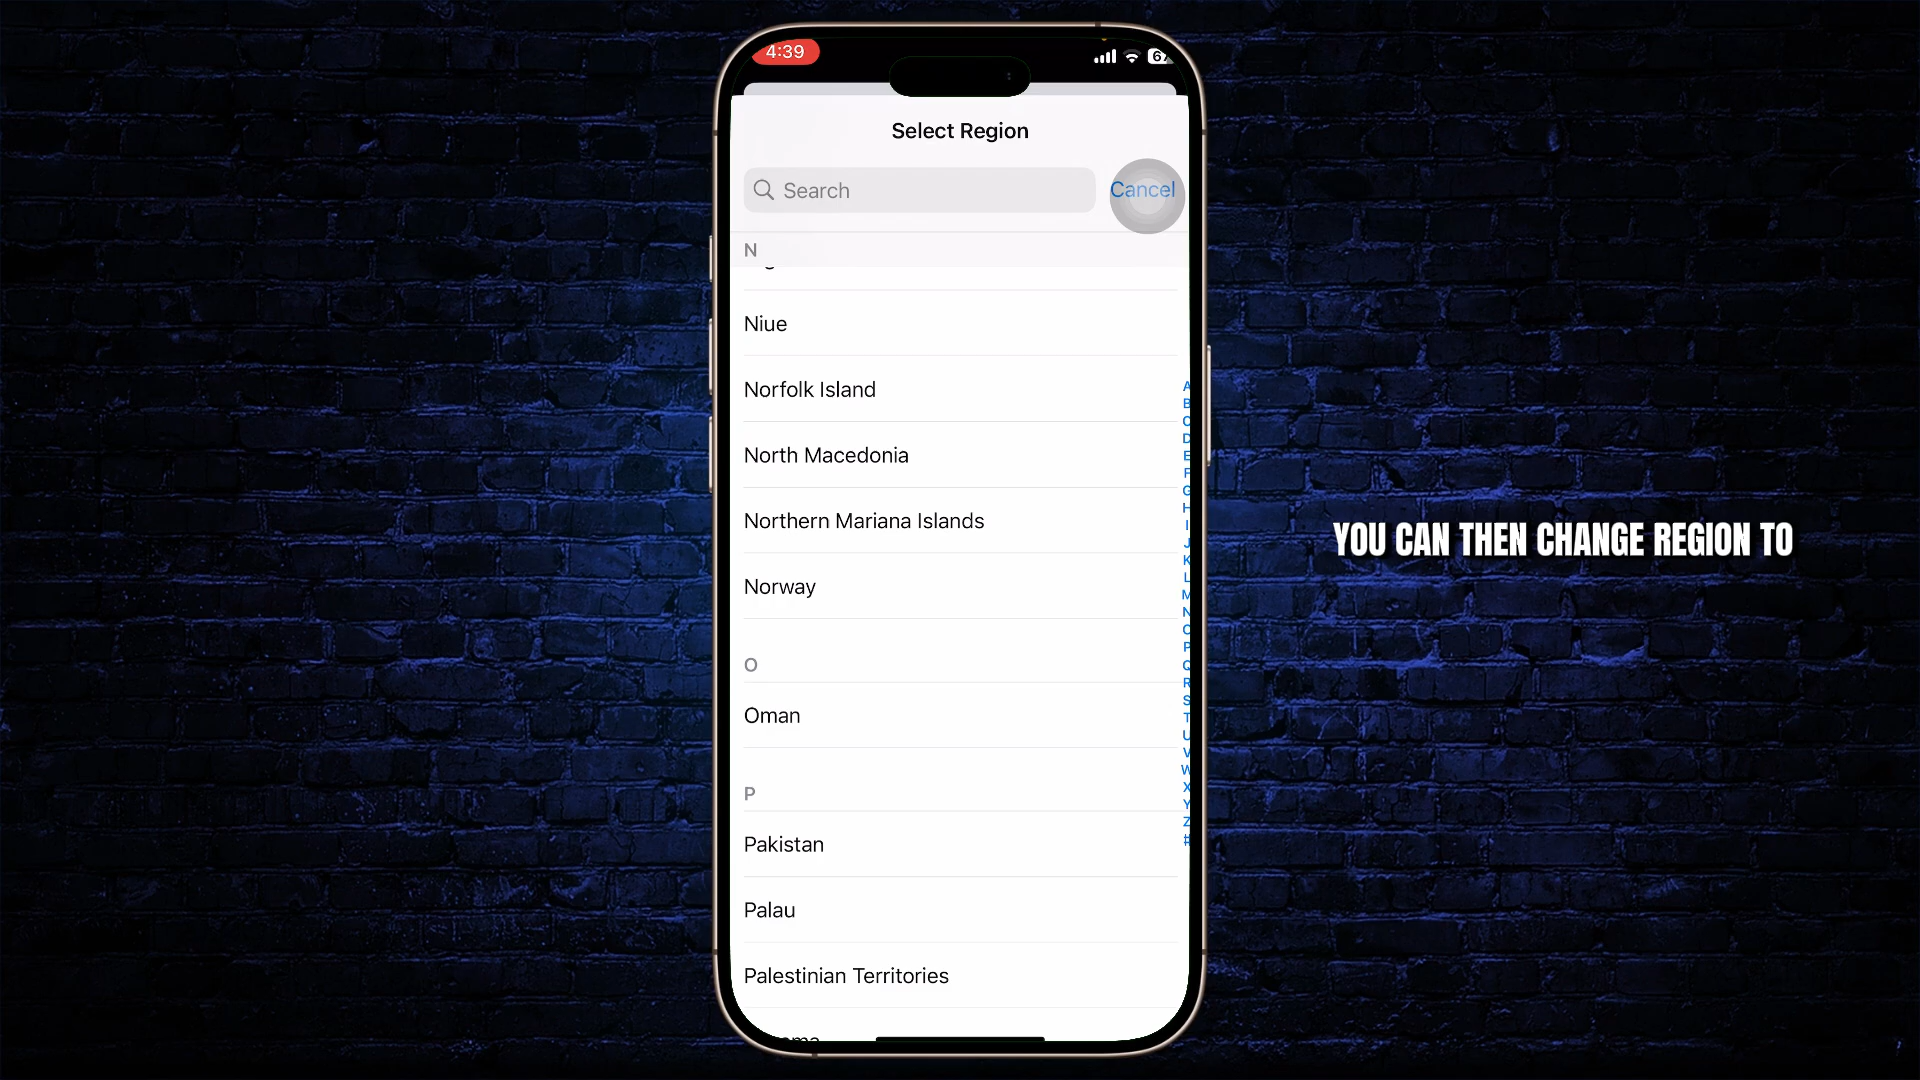 4:39
Select Region
Search
Cancel
N
Niue
Norfolk Island
North Macedonia
Northern Mariana Islands
Norway
O
Oman
P
Pakistan
Palau
Palestinian Territories
A
B
C
D
E
F
G
H
I
J
K
L
M
N
O
P
Q
R
S
T
U
V
W
X
Y
Z
#
YOU CAN THEN CHANGE REGION TO